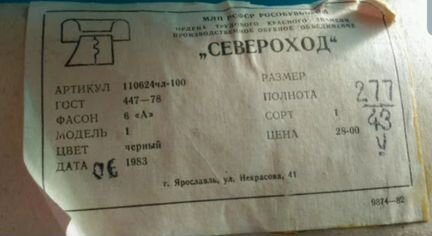 МЛП РСФСР РОСОБУВЬПРОМ
ОРДЕНА ТРУДОВОГО КРАСНОГО ЗНАМЕНИ
ПРОИЗВОДСТВЕННОЕ ОБУВНОЕ ОБЪЕДИНЕНИЕ
„СЕВЕРОХОД"
АРТИКУЛ 110624чл-100 РАЗМЕР 277
ГОСТ 447—78 ПОЛНОТА 43
ФАСОН 6 «А» СОРТ 1
МОДЕЛЬ 1 ЦЕНА 28-00
ЦВЕТ черный
ДАТА 06 1983
г. Ярославль, ул. Некрасова, 41
9874—82